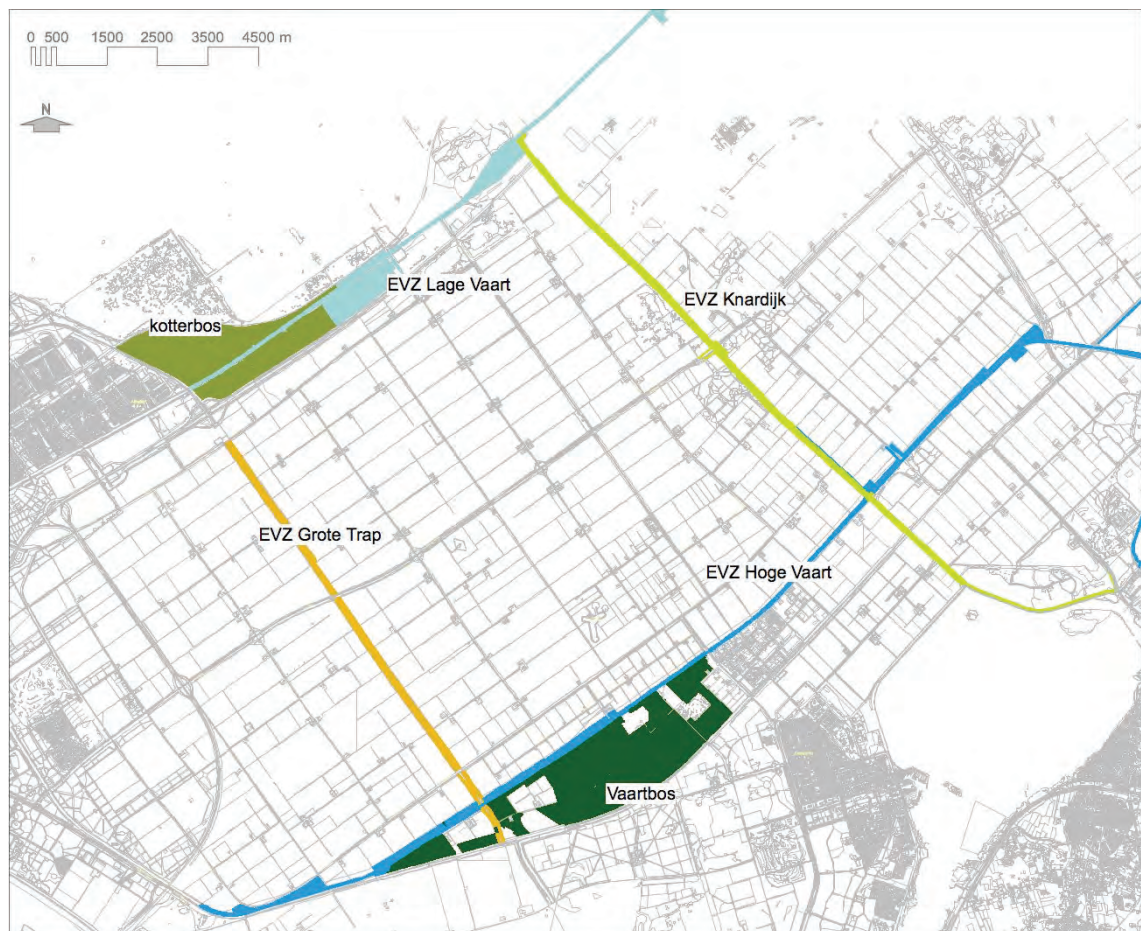 0 500 1500 2500 3500 4500 m
N
EVZ Lage Vaart
EVZ Knardijk
kotterbos
EVZ Grote Trap
EVZ Hoge Vaart
Vaartbos